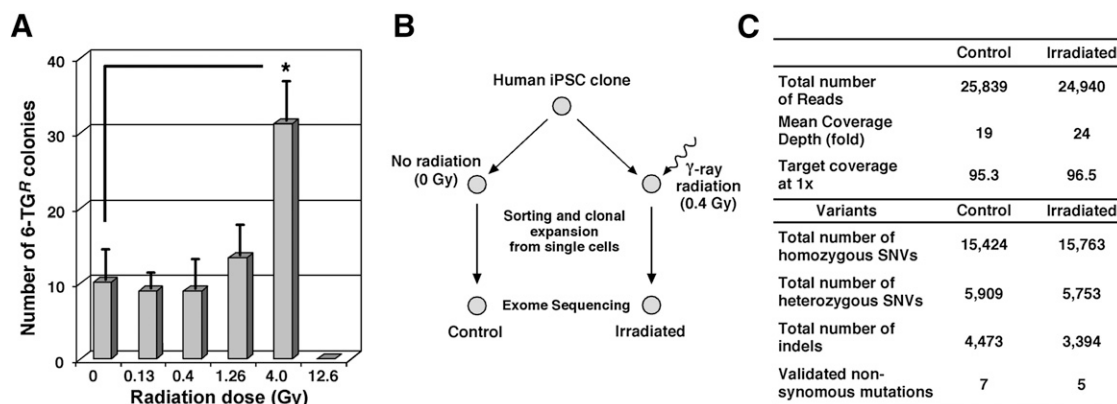 A
Number of 6-TGR colonies
40
30
20
10
0
*
0 0.13 0.4 1.26 4.0 12.6
Radiation dose (Gy)
B
Human iPSC clone
No radiation
(0 Gy)
γ-ray
radiation
(0.4 Gy)
Sorting and clonal
expansion
from single cells
Exome Sequencing
Control
Irradiated
C
Control Irradiated
Total number
of Reads 25,839 24,940
Mean Coverage
Depth (fold) 19 24
Target coverage
at 1x 95.3 96.5
Variants Control Irradiated
Total number of
homozygous SNVs 15,424 15,763
Total number of
heterozygous SNVs 5,909 5,753
Total number of
indels 4,473 3,394
Validated non-
synomous mutations 7 5